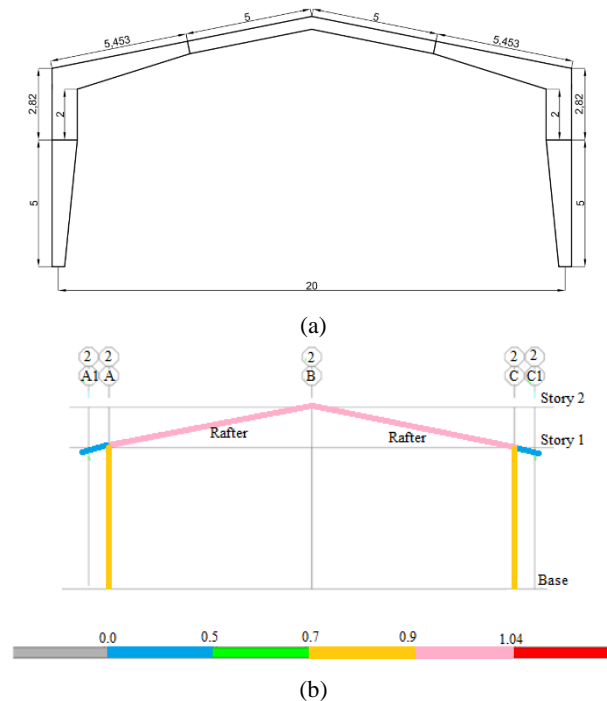 5 5
5,453 5,453
2,82 2 2 2,82
5 5
20
(a)
2 2 2 2 2
A1 A B C C1
Story 2
Rafter Rafter
Story 1
Base
0.0 0.5 0.7 0.9 1.04
(b)